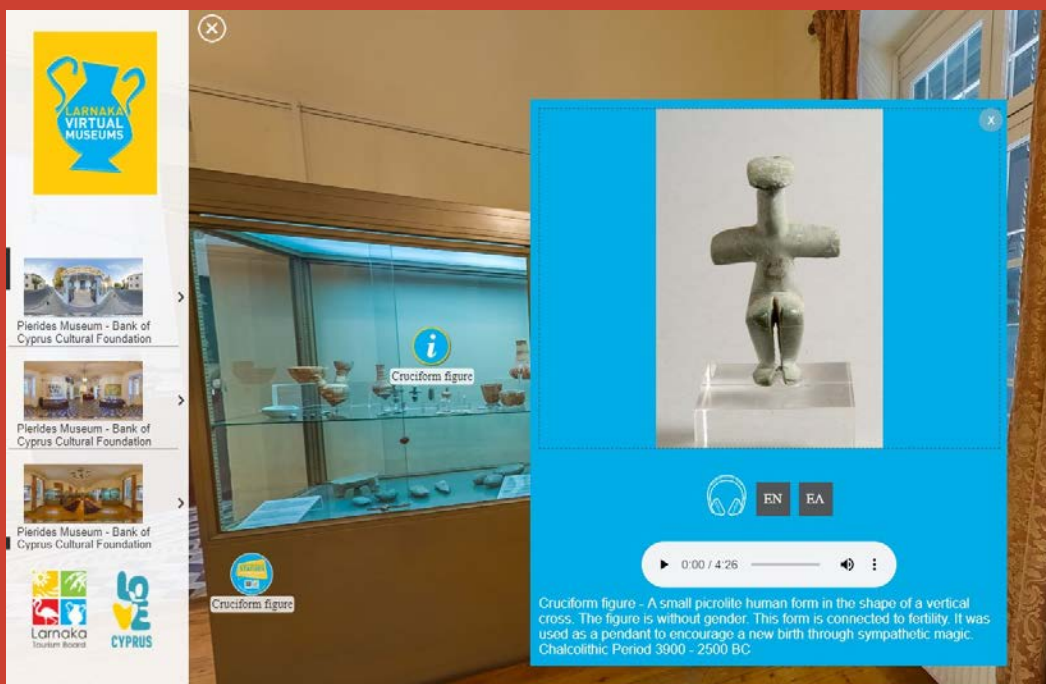 LARNAKA
VIRTUAL
MUSEUMS
Pierides Museum - Bank of
Cyprus Cultural Foundation
Pierides Museum - Bank of
Cyprus Cultural Foundation
Pierides Museum - Bank of
Cyprus Cultural Foundation
Larnaka
Tourism Board
LOVE
CYPRUS
i
Cruciform figure
Cruciform figure
X
EN
ΕΛ
0:00 / 4:26
Cruciform figure - A small picrolite human form in the shape of a vertical
cross. The figure is without gender. This form is connected to fertility. It was
used as a pendant to encourage a new birth through sympathetic magic.
Chalcolithic Period 3900 - 2500 BC